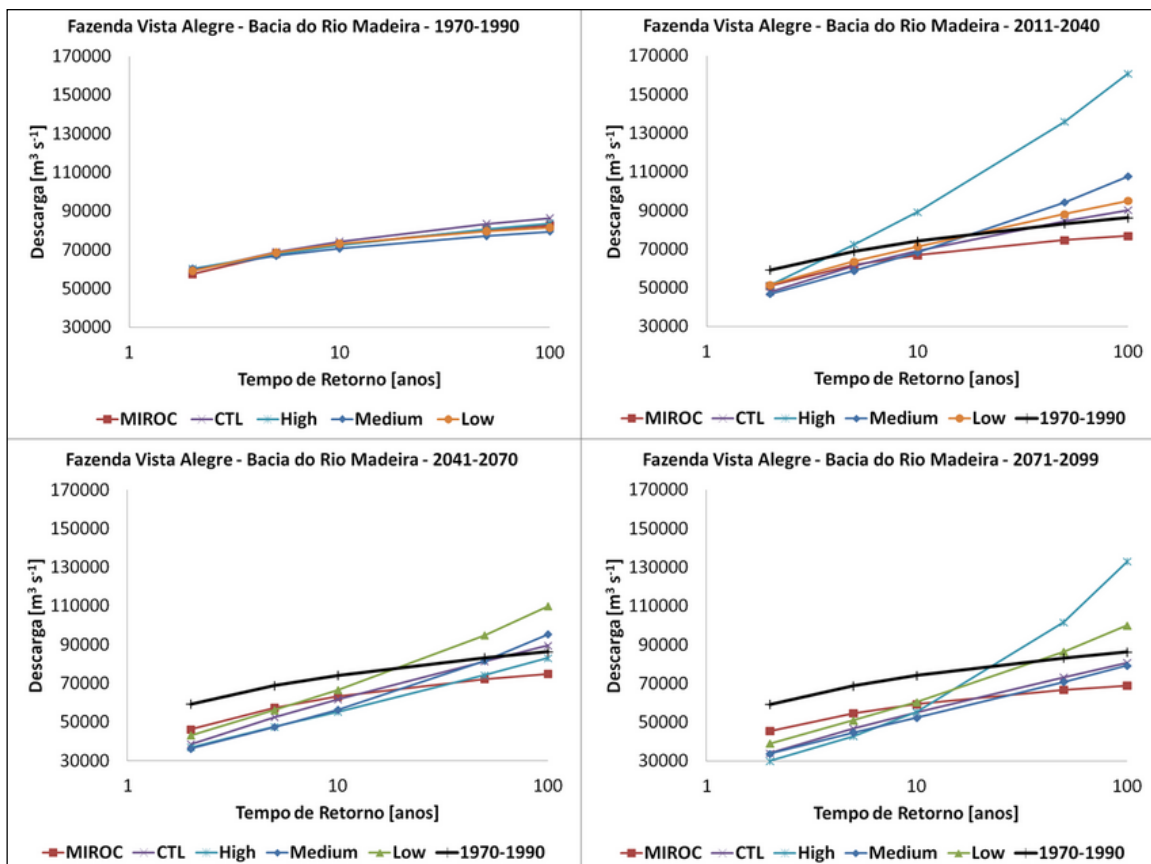 Fazenda Vista Alegre - Bacia do Rio Madeira - 1970-1990
170000
150000
130000
110000
90000
70000
50000
30000
Descarga [m³ s⁻¹]
1
10
100
Tempo de Retorno [anos]
MIROC
CTL
High
Medium
Low
Fazenda Vista Alegre - Bacia do Rio Madeira - 2011-2040
170000
150000
130000
110000
90000
70000
50000
30000
Descarga [m³ s⁻¹]
1
10
100
Tempo de Retorno [anos]
MIROC
CTL
High
Medium
Low
1970-1990
Fazenda Vista Alegre - Bacia do Rio Madeira - 2041-2070
170000
150000
130000
110000
90000
70000
50000
30000
Descarga [m³ s⁻¹]
1
10
100
Tempo de Retorno [anos]
MIROC
CTL
High
Medium
Low
1970-1990
Fazenda Vista Alegre - Bacia do Rio Madeira - 2071-2099
170000
150000
130000
110000
90000
70000
50000
30000
Descarga [m³ s⁻¹]
1
10
100
Tempo de Retorno [anos]
MIROC
CTL
High
Medium
Low
1970-1990